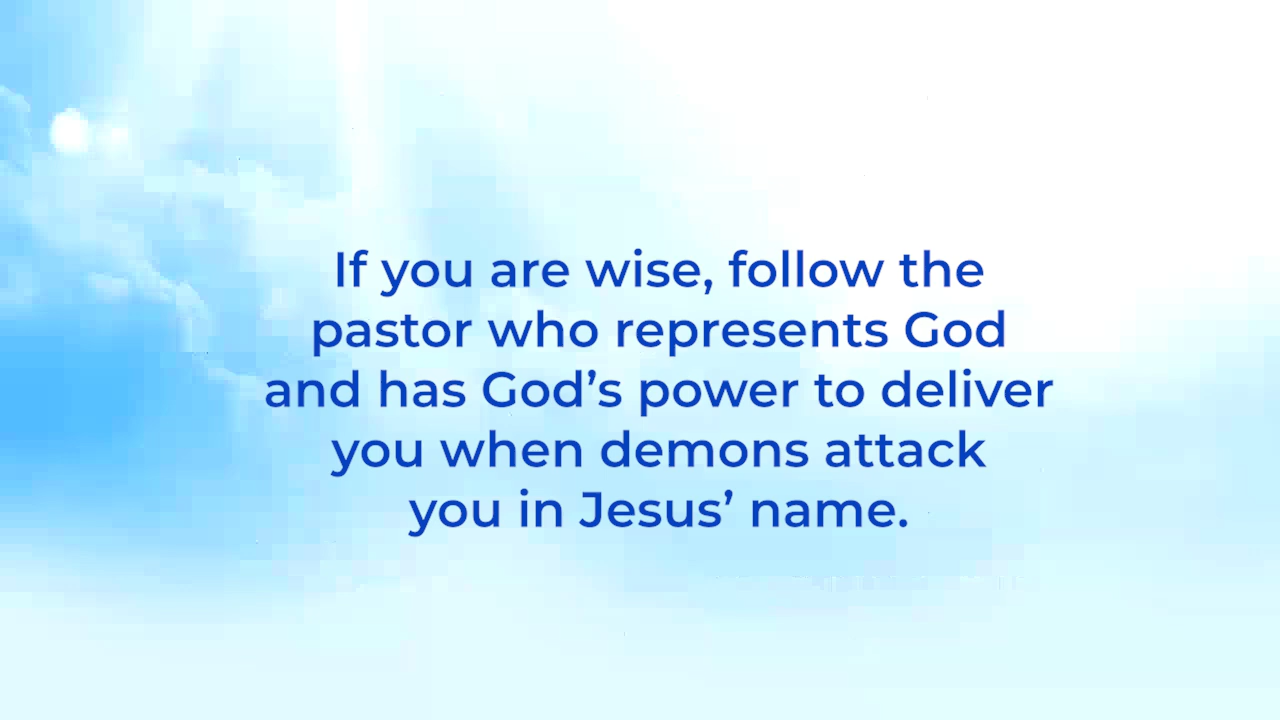 If you are wise, follow the
pastor who represents God
and has God’s power to deliver
you when demons attack
you in Jesus’ name.